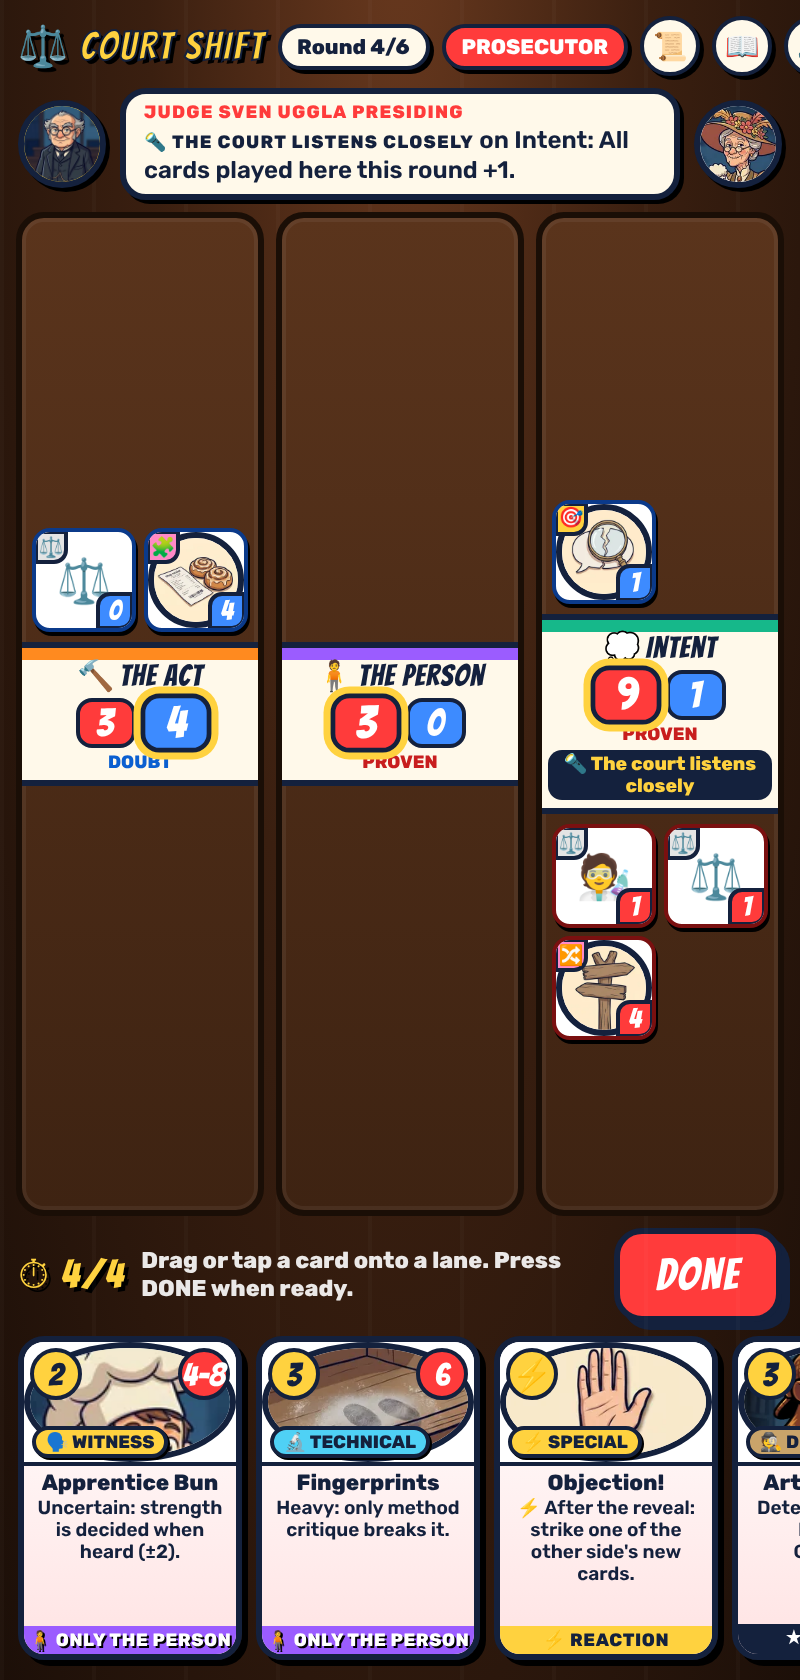 COURT SHIFT
Round 4/6
PROSECUTOR
JUDGE SVEN UGGLA PRESIDING
THE COURT LISTENS CLOSELY on Intent: All
cards played here this round +1.
0
4
1
THE ACT
3
4
DOUBT
THE PERSON
3
0
PROVEN
INTENT
9
1
PROVEN
The court listens
closely
1
1
4
4/4
Drag or tap a card onto a lane. Press
DONE when ready.
DONE
2
4-8
WITNESS
Apprentice Bun
Uncertain: strength
is decided when
heard (±2).
ONLY THE PERSON
3
6
TECHNICAL
Fingerprints
Heavy: only method
critique breaks it.
ONLY THE PERSON
SPECIAL
Objection!
After the reveal:
strike one of the
other side's new
cards.
REACTION
3
D
Art
Dete